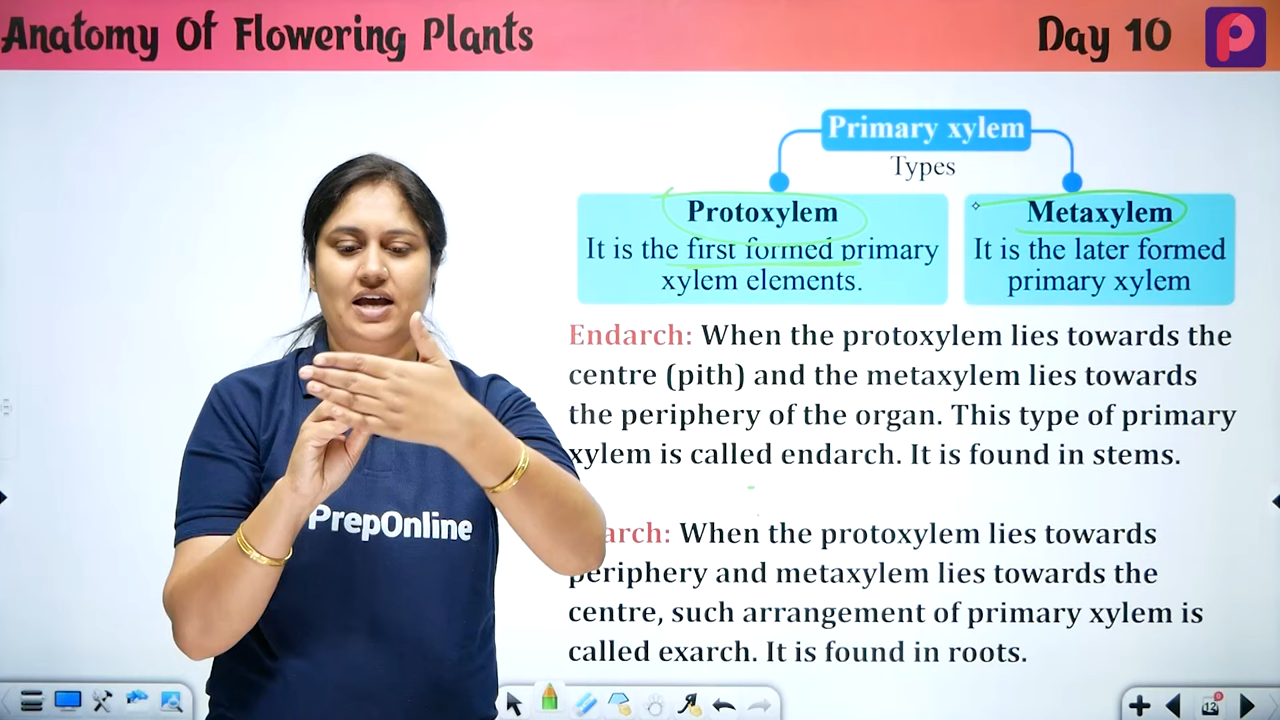 Anatomy Of Flowering Plants
Day 10
Primary xylem
Types
Protoxylem
It is the first formed primary
xylem elements.
Metaxylem
It is the later formed
primary xylem
Endarch: When the protoxylem lies towards the
centre (pith) and the metaxylem lies towards
the periphery of the organ. This type of primary
xylem is called endarch. It is found in stems.
arch: When the protoxylem lies towards
periphery and metaxylem lies towards the
centre, such arrangement of primary xylem is
called exarch. It is found in roots.
PrepOnline
12